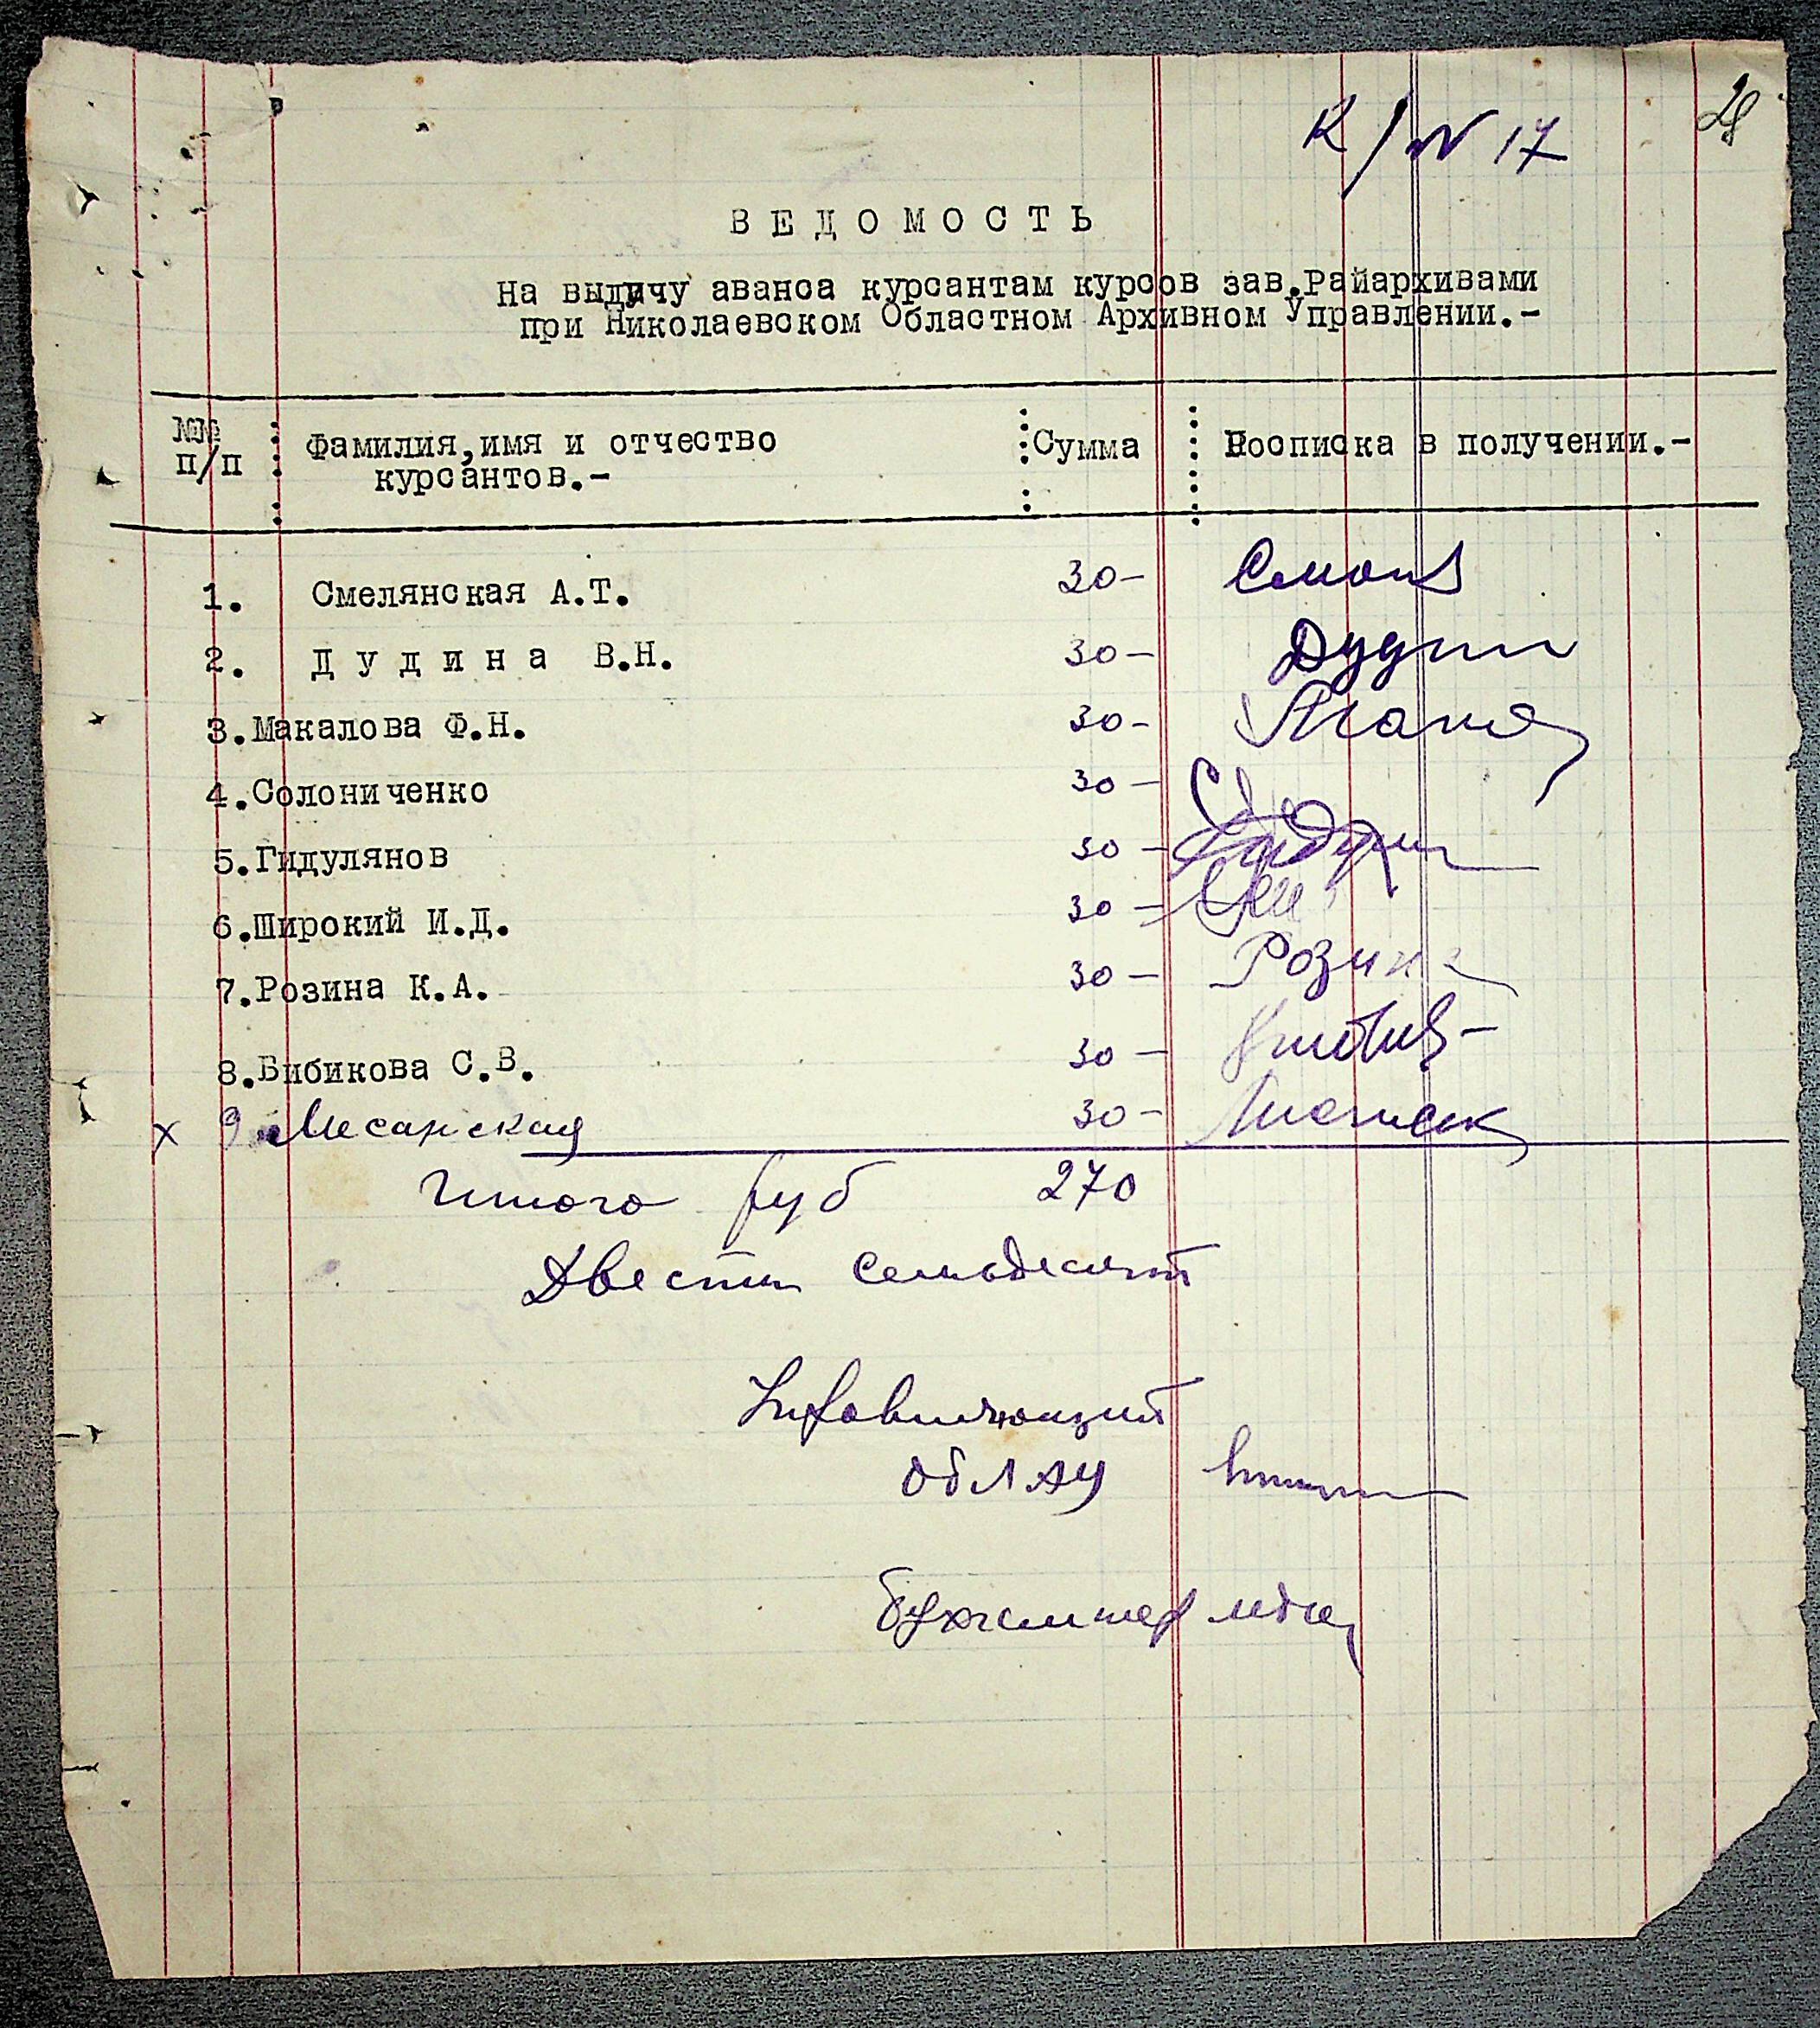 К/№ 17
28
ВЕДОМОСТЬ
На выдачу аванса курсантам курсов зав.Райархивами
при Николаевском Областном Архивном Управлении.-
№№ Фамилия,имя и отчество Сумма Росписка в получении.-
п/п курсантов.-
1. Смелянская А.Т. 30-
2. Дудина В.Н. 30- Дудин
3.Макалова Ф.Н. 30-
4.Солониченко 30-
5.Гидулянов 30-
6.Широкий И.Д. 30-
7.Розина К.А. 30- Розина
8.Бибикова С.В. 30-
х 9 Месарская 30-
Итого руб 270
Двести семьдесят
Управляющий
ОблАУ
Бухгалтер